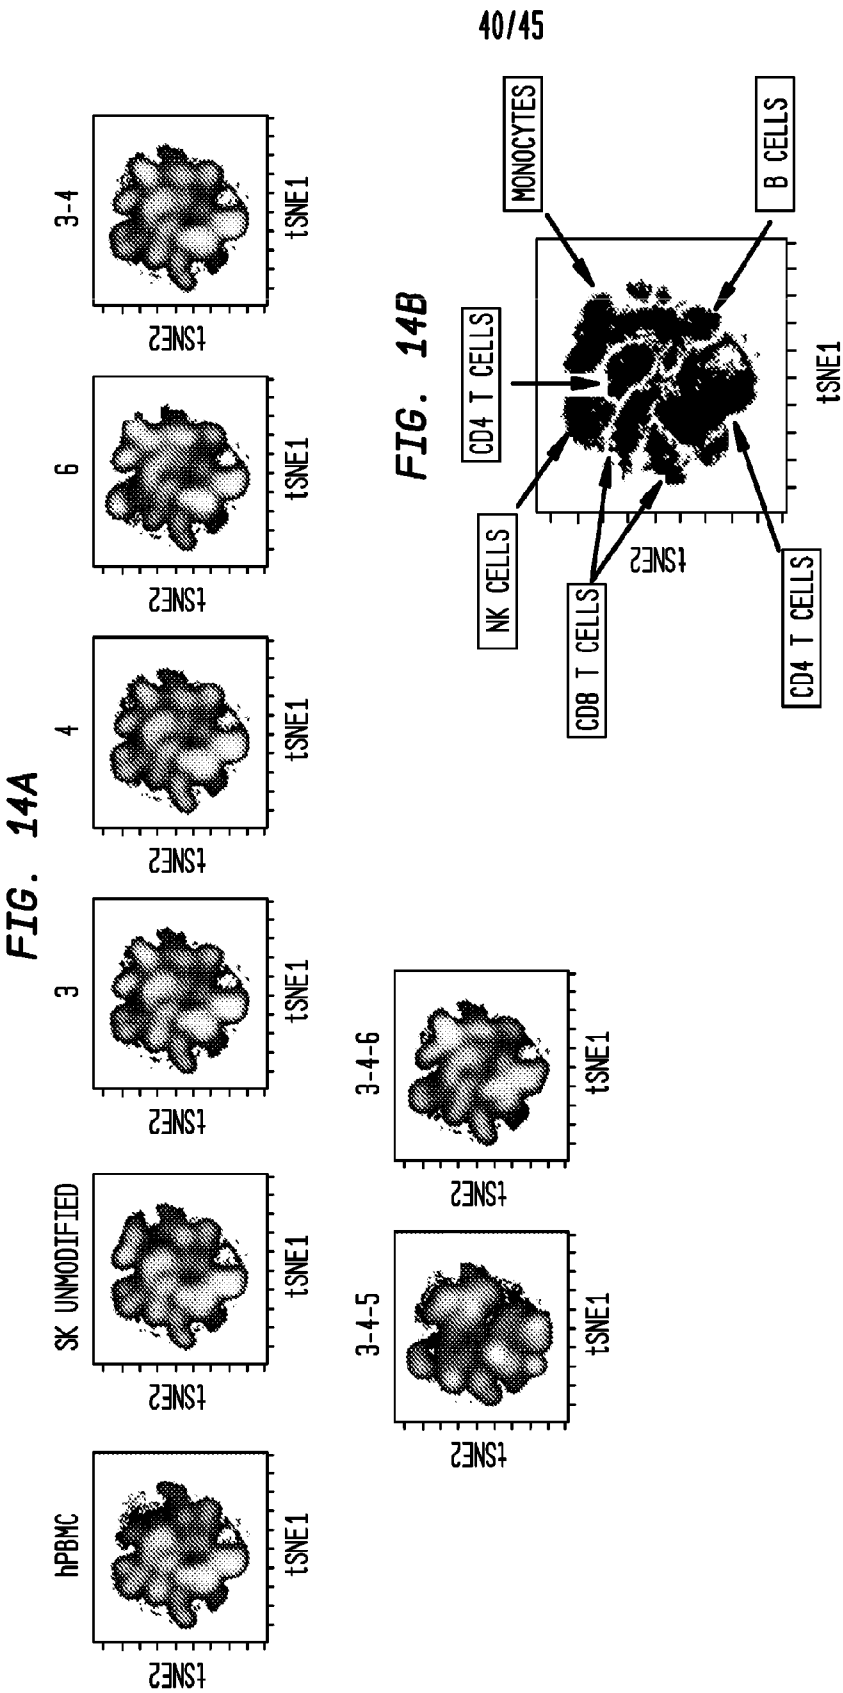 40/45
FIG. 14A
hPBMC
tSNE2
tSNE1
SK UNMODIFIED
tSNE2
tSNE1
3
tSNE2
tSNE1
4
tSNE2
tSNE1
6
tSNE2
tSNE1
3-4
tSNE2
tSNE1
3-4-5
tSNE2
tSNE1
3-4-6
tSNE2
tSNE1
FIG. 14B
NK CELLS
CD4 T CELLS
MONOCYTES
CD8 T CELLS
CD4 T CELLS
B CELLS
tSNE2
tSNE1